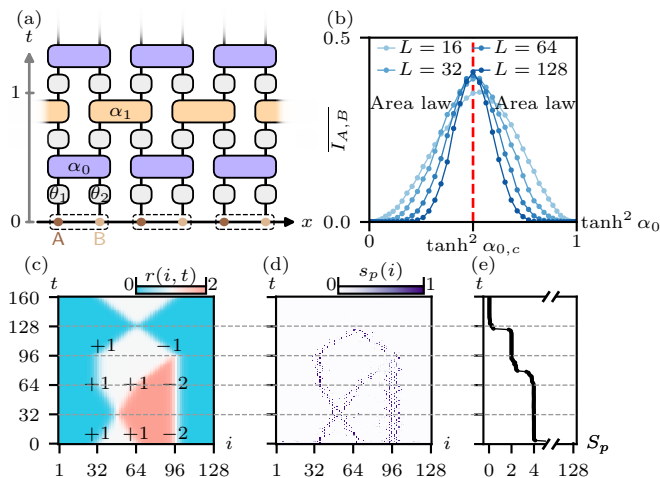 (a)
t
1
α₁
α₀
θ₁ θ₂
0
x
A B
(b)
0.5
L = 16 L = 64
L = 32 L = 128
Area law Area law
I_{A,B}
0.0
0 1
tanh² α₀,c
tanh² α₀
(c)
t
0 r(i, t) 2
160
128
96
64
32
0
+1 −1
+1 +1 −2
+1 +1 −2
i
1 32 64 96 128
(d)
0 s_p(i) 1
i
1 32 64 96 128
(e)
t
S_p
0 2 4 128